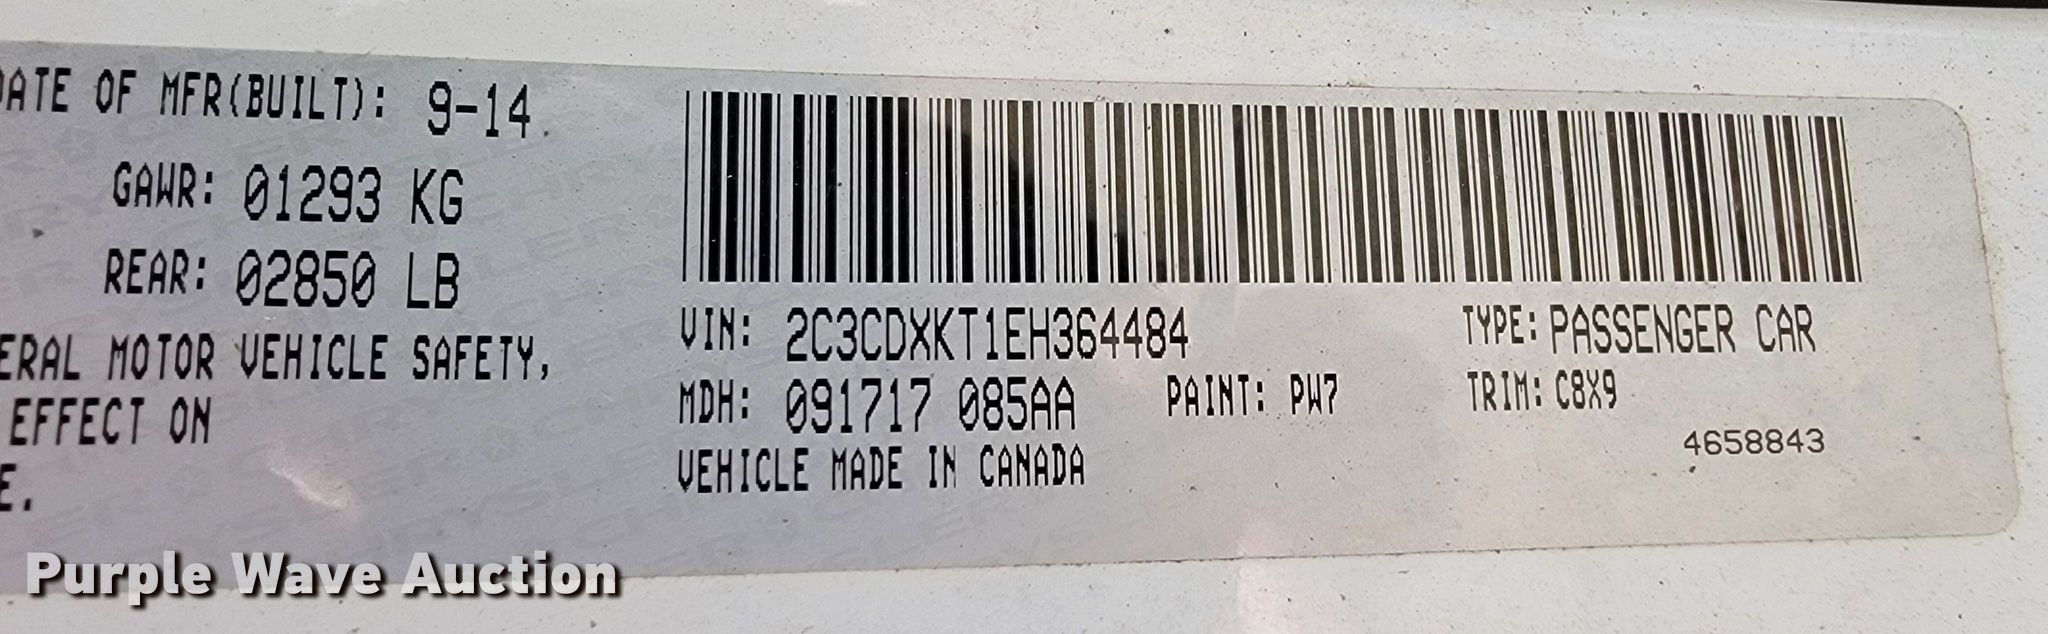 DATE OF MFR(BUILT): 9-14
GAWR: 01293 KG
REAR: 02850 LB
ERAL MOTOR VEHICLE SAFETY,
EFFECT ON
E.
VIN: 2C3CDXKT1EH364484
TYPE: PASSENGER CAR
MDH: 091717 085AA
PAINT: PW7
TRIM: C8X9
VEHICLE MADE IN CANADA
4658843
Purple Wave Auction